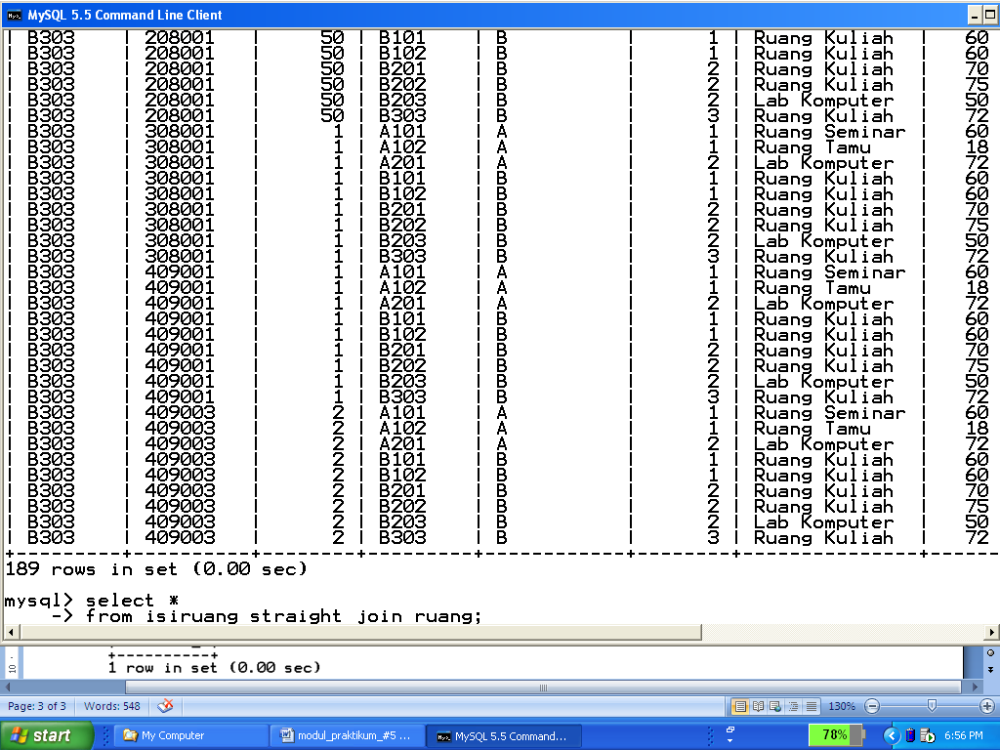 MySQL 5.5 Command Line Client
| B303 | 208001 | 50 | B101 | B | 1 | Ruang Kuliah | 60
| B303 | 208001 | 50 | B102 | B | 1 | Ruang Kuliah | 60
| B303 | 208001 | 50 | B201 | B | 2 | Ruang Kuliah | 70
| B303 | 208001 | 50 | B202 | B | 2 | Ruang Kuliah | 75
| B303 | 208001 | 50 | B203 | B | 2 | Lab Komputer | 50
| B303 | 208001 | 50 | B303 | B | 3 | Ruang Kuliah | 72
| B303 | 308001 | 1 | A101 | A | 1 | Ruang Seminar | 60
| B303 | 308001 | 1 | A102 | A | 1 | Ruang Tamu | 18
| B303 | 308001 | 1 | A201 | A | 2 | Lab Komputer | 72
| B303 | 308001 | 1 | B101 | B | 1 | Ruang Kuliah | 60
| B303 | 308001 | 1 | B102 | B | 1 | Ruang Kuliah | 60
| B303 | 308001 | 1 | B201 | B | 2 | Ruang Kuliah | 70
| B303 | 308001 | 1 | B202 | B | 2 | Ruang Kuliah | 75
| B303 | 308001 | 1 | B203 | B | 2 | Lab Komputer | 50
| B303 | 308001 | 1 | B303 | B | 3 | Ruang Kuliah | 72
| B303 | 409001 | 1 | A101 | A | 1 | Ruang Seminar | 60
| B303 | 409001 | 1 | A102 | A | 1 | Ruang Tamu | 18
| B303 | 409001 | 1 | A201 | A | 2 | Lab Komputer | 72
| B303 | 409001 | 1 | B101 | B | 1 | Ruang Kuliah | 60
| B303 | 409001 | 1 | B102 | B | 1 | Ruang Kuliah | 60
| B303 | 409001 | 1 | B201 | B | 2 | Ruang Kuliah | 70
| B303 | 409001 | 1 | B202 | B | 2 | Ruang Kuliah | 75
| B303 | 409001 | 1 | B203 | B | 2 | Lab Komputer | 50
| B303 | 409001 | 1 | B303 | B | 3 | Ruang Kuliah | 72
| B303 | 409003 | 2 | A101 | A | 1 | Ruang Seminar | 60
| B303 | 409003 | 2 | A102 | A | 1 | Ruang Tamu | 18
| B303 | 409003 | 2 | A201 | A | 2 | Lab Komputer | 72
| B303 | 409003 | 2 | B101 | B | 1 | Ruang Kuliah | 60
| B303 | 409003 | 2 | B102 | B | 1 | Ruang Kuliah | 60
| B303 | 409003 | 2 | B201 | B | 2 | Ruang Kuliah | 70
| B303 | 409003 | 2 | B202 | B | 2 | Ruang Kuliah | 75
| B303 | 409003 | 2 | B203 | B | 2 | Lab Komputer | 50
| B303 | 409003 | 2 | B303 | B | 3 | Ruang Kuliah | 72
189 rows in set (0.00 sec)
mysql> select *
-> from isiruang straight join ruang;
1 row in set (0.00 sec)
10
Page: 3 of 3 Words: 548 130%
start My Computer modul_praktikum_#5 ... MySQL 5.5 Command... 78% 6:56 PM